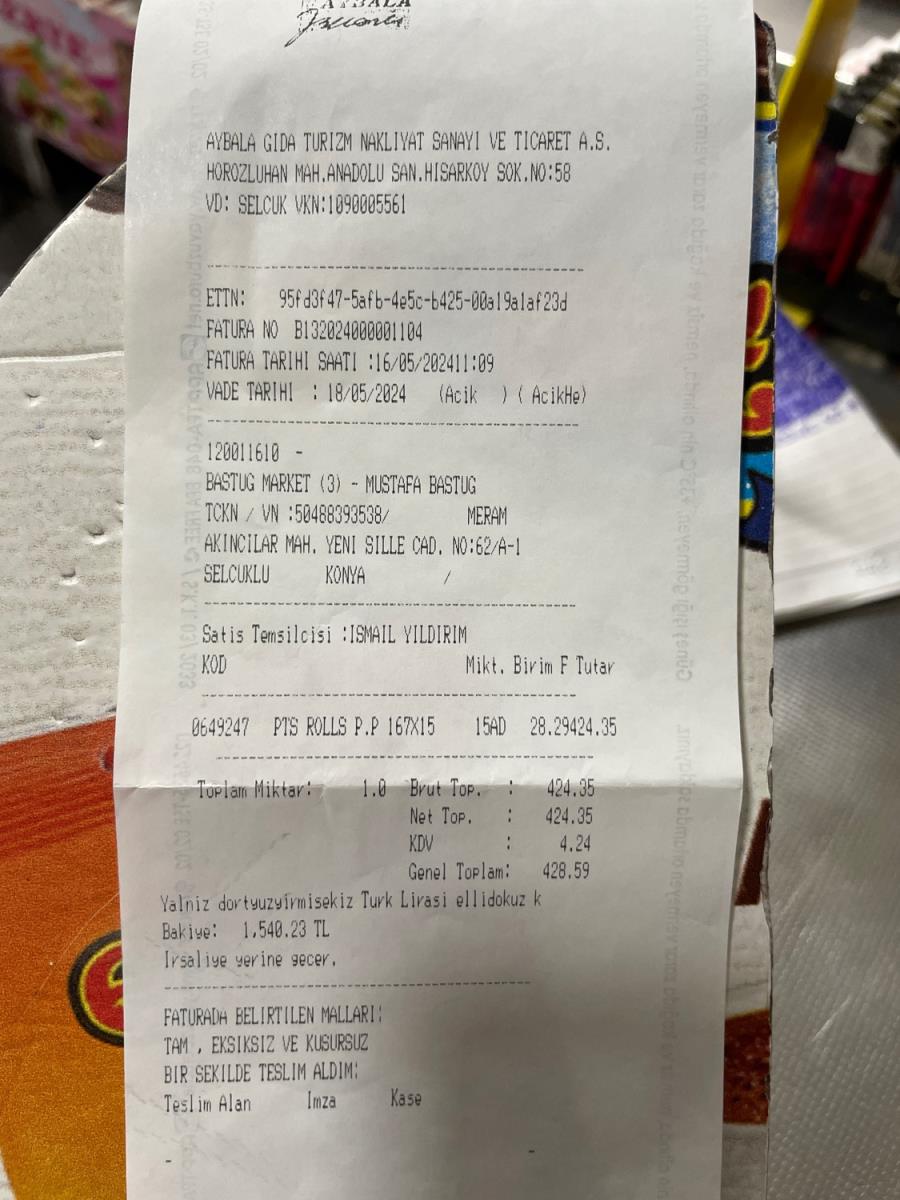 AYBALA
AYBALA GIDA TURIZM NAKLIYAT SANAYI VE TICARET A.S.
HOROZLUHAN MAH.ANADOLU SAN.HISARKOY SOK.NO:58
VD: SELCUK VKN:1090005561
ETTN: 95fd3f47-5afb-4e5c-b425-00a19a1af23d
FATURA NO B132024000001104
FATURA TARIHI SAATI :16/05/202411:09
VADE TARIHI : 18/05/2024 (Acik ) ( AcikHe)
120011610 -
BASTUG MARKET (3) - MUSTAFA BASTUG
TCKN / VN :50488393538/ MERAM
AKINCILAR MAH. YENI SILLE CAD. NO:62/A-1
SELCUKLU KONYA /
Satis Temsilcisi :ISMAIL YILDIRIM
KOD Mikt. Birim F Tutar
0649247 PTS ROLLS P.P 167X15 15AD 28.29424.35
Toplam Miktar: 1.0 Brut Top. : 424.35
Net Top. : 424.35
KDV : 4.24
Genel Toplam: 428.59
Yalniz dortyuzyirmisekiz Turk Lirasi ellidokuz k
Bakiye: 1,540.23 TL
Irsaliye yerine gecer.
FATURADA BELIRTILEN MALLARI:
TAM , EKSIKSIZ VE KUSURSUZ
BIR SEKILDE TESLIM ALDIM:
Teslim Alan Imza Kase
- -